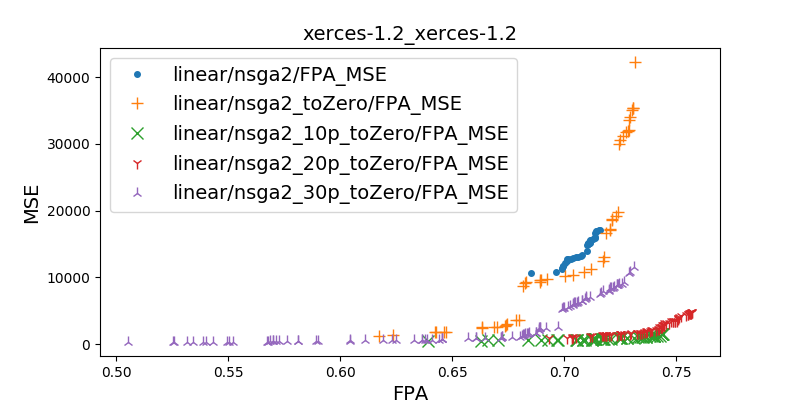 xerces-1.2_xerces-1.2
linear/nsga2/FPA_MSE
linear/nsga2_toZero/FPA_MSE
linear/nsga2_10p_toZero/FPA_MSE
linear/nsga2_20p_toZero/FPA_MSE
linear/nsga2_30p_toZero/FPA_MSE
MSE
40000
30000
20000
10000
0
0.50 0.55 0.60 0.65 0.70 0.75
FPA